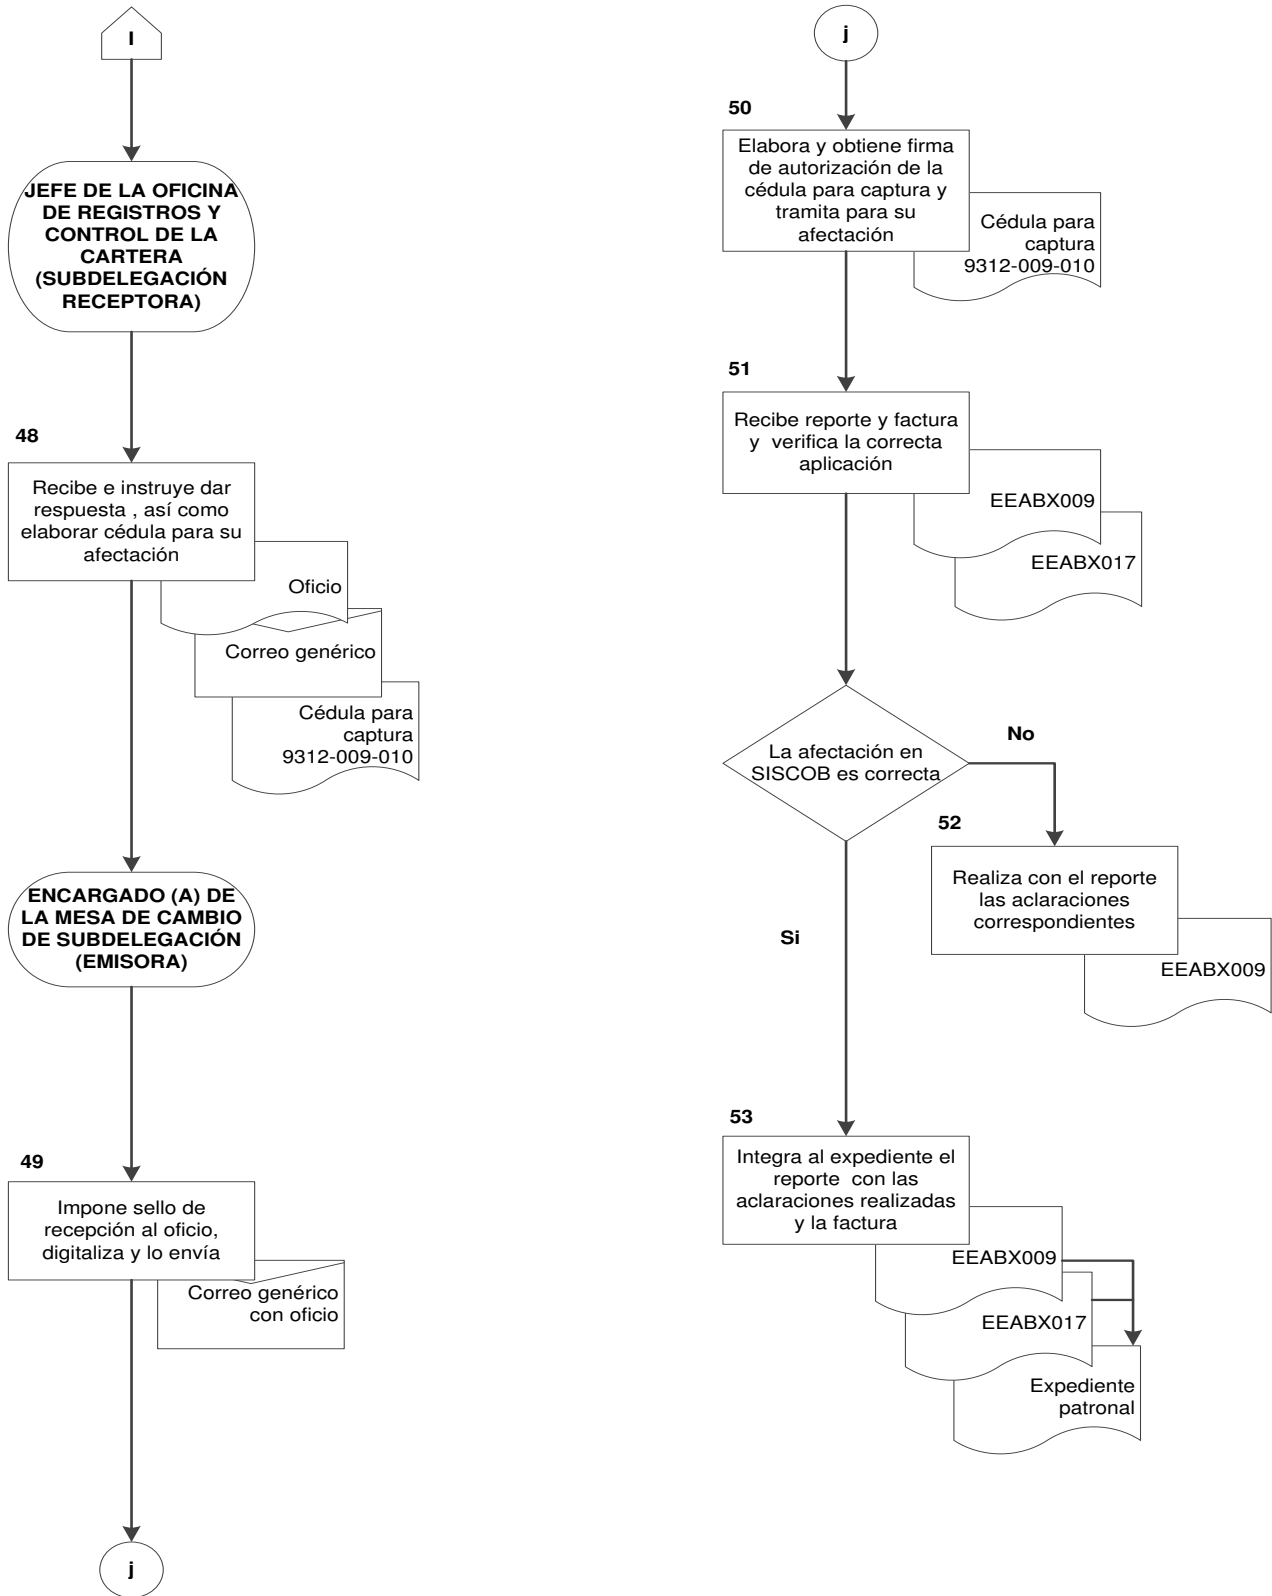 I
JEFE DE LA OFICINA
DE REGISTROS Y
CONTROL DE LA
CARTERA
(SUBDELEGACIÓN
RECEPTORA)
48
Recibe e instruye dar
respuesta , así como
elaborar cédula para su
afectación
Oficio
Correo genérico
Cédula para
captura
9312-009-010
ENCARGADO (A) DE
LA MESA DE CAMBIO
DE SUBDELEGACIÓN
(EMISORA)
49
Impone sello de
recepción al oficio,
digitaliza y lo envía
Correo genérico
con oficio
j
j
50
Elabora y obtiene firma
de autorización de la
cédula para captura y
tramita para su
afectación
Cédula para
captura
9312-009-010
51
Recibe reporte y factura
y verifica la correcta
aplicación
EEABX009
EEABX017
La afectación en
SISCOB es correcta
No
52
Realiza con el reporte
las aclaraciones
correspondientes
EEABX009
Si
53
Integra al expediente el
reporte con las
aclaraciones realizadas
y la factura
EEABX009
EEABX017
Expediente
patronal